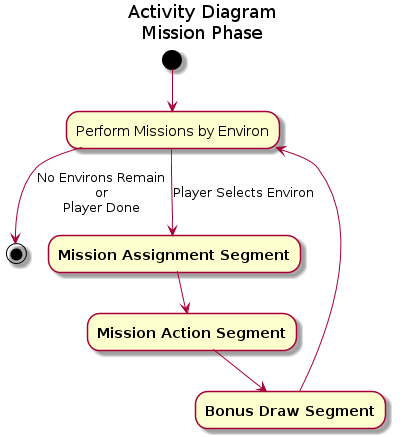 Activity Diagram
Mission Phase
Perform Missions by Environ
No Environs Remain
or
Player Done
Player Selects Environ
Mission Assignment Segment
Mission Action Segment
Bonus Draw Segment